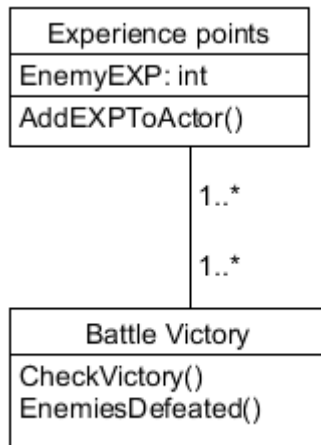 Experience points
EnemyEXP: int
AddEXPToActor()
1..*
1..*
Battle Victory
CheckVictory()
EnemiesDefeated()